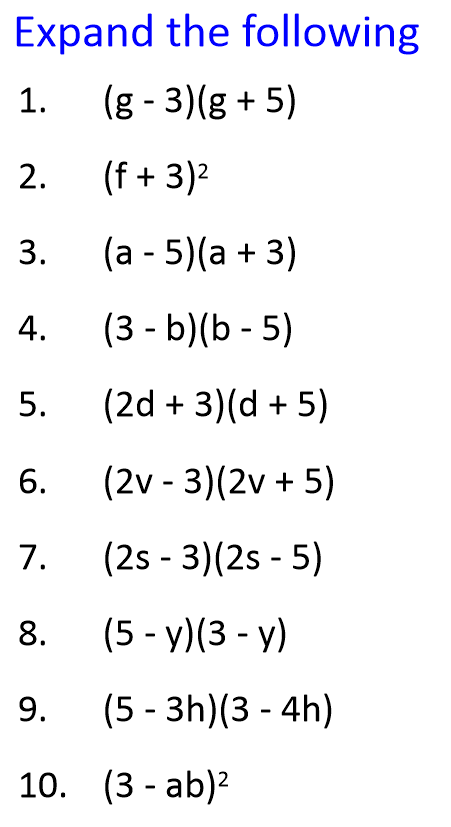 Expand the following
1. (g - 3)(g + 5)
2. (f + 3)²
3. (a - 5)(a + 3)
4. (3 - b)(b - 5)
5. (2d + 3)(d + 5)
6. (2v - 3)(2v + 5)
7. (2s - 3)(2s - 5)
8. (5 - y)(3 - y)
9. (5 - 3h)(3 - 4h)
10. (3 - ab)²